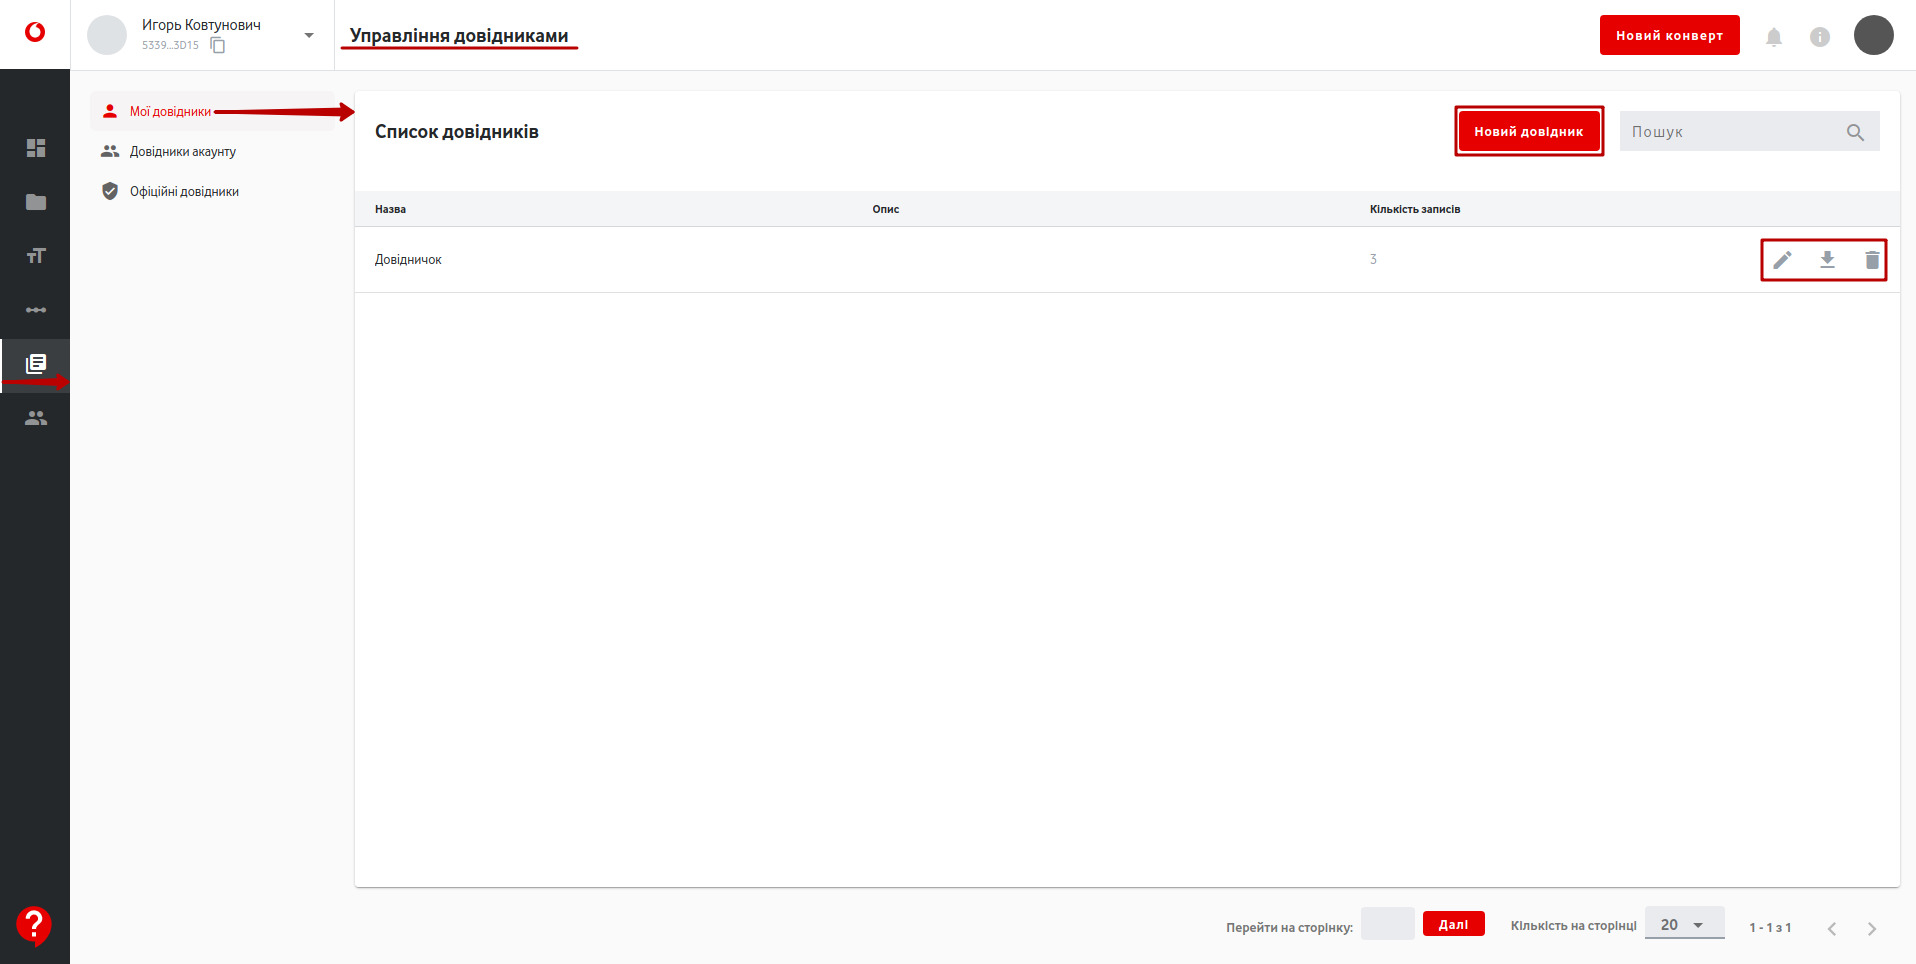 Игорь Ковтунович
5339...3D15
Управління довідниками
Новий конверт
Мої довідники
Довідники акаунту
Офіційні довідники
Список довідників
Новий довідник
Пошук
Назва
Опис
Кількість записів
Довідничок
3
Перейти на сторінку:
Далі
Кількість на сторінці
20
1 - 1 з 1